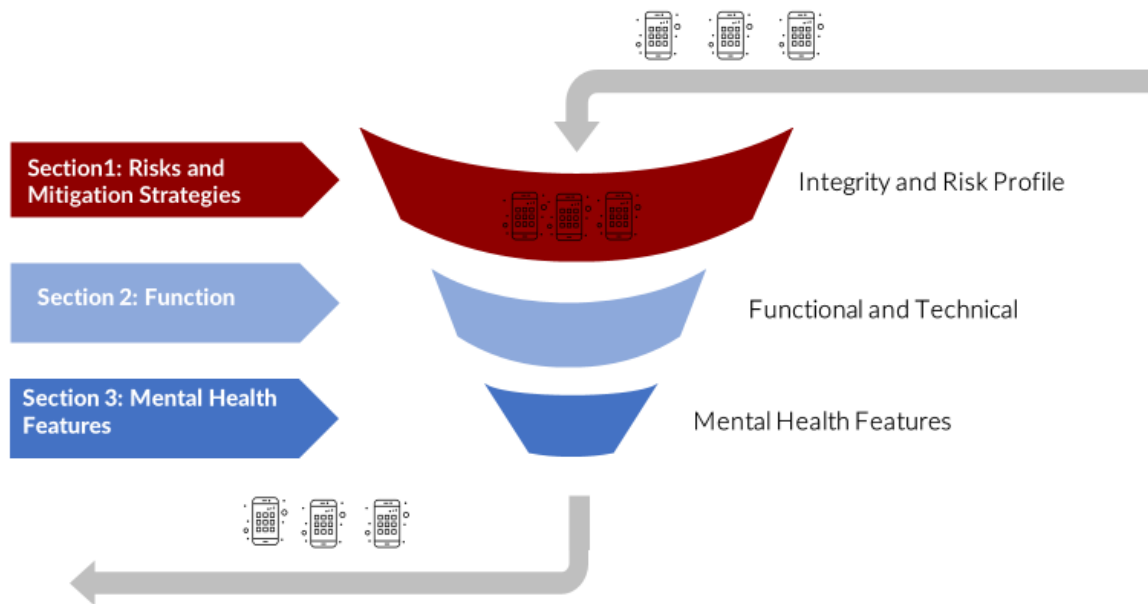 Section1: Risks and
Mitigation Strategies
Integrity and Risk Profile
Section 2: Function
Functional and Technical
Section 3: Mental Health
Features
Mental Health Features